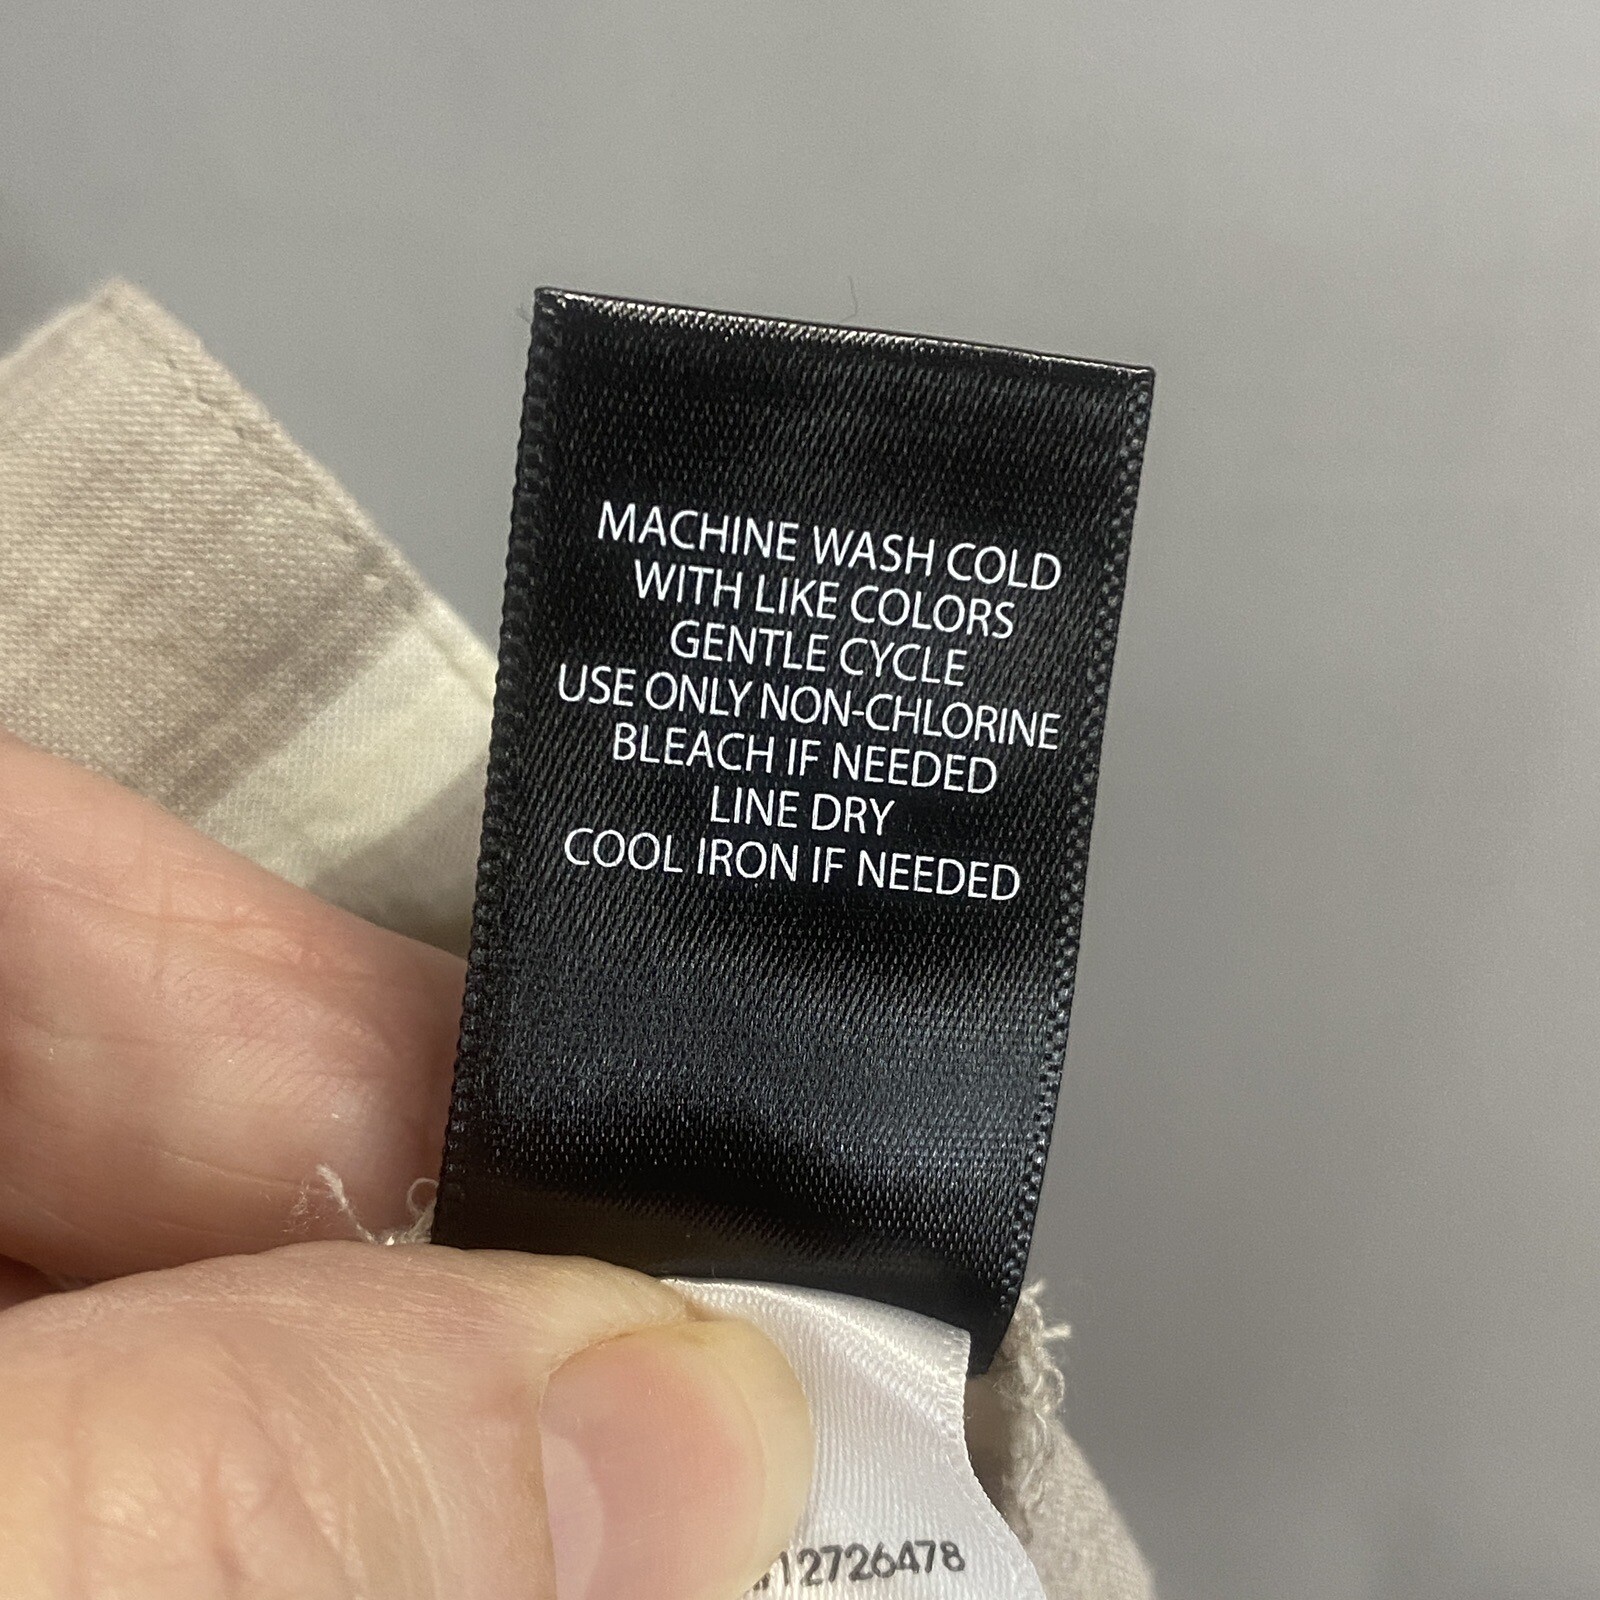 MACHINE WASH COLD
WITH LIKE COLORS
GENTLE CYCLE
USE ONLY NON-CHLORINE
BLEACH IF NEEDED
LINE DRY
COOL IRON IF NEEDED
12726478